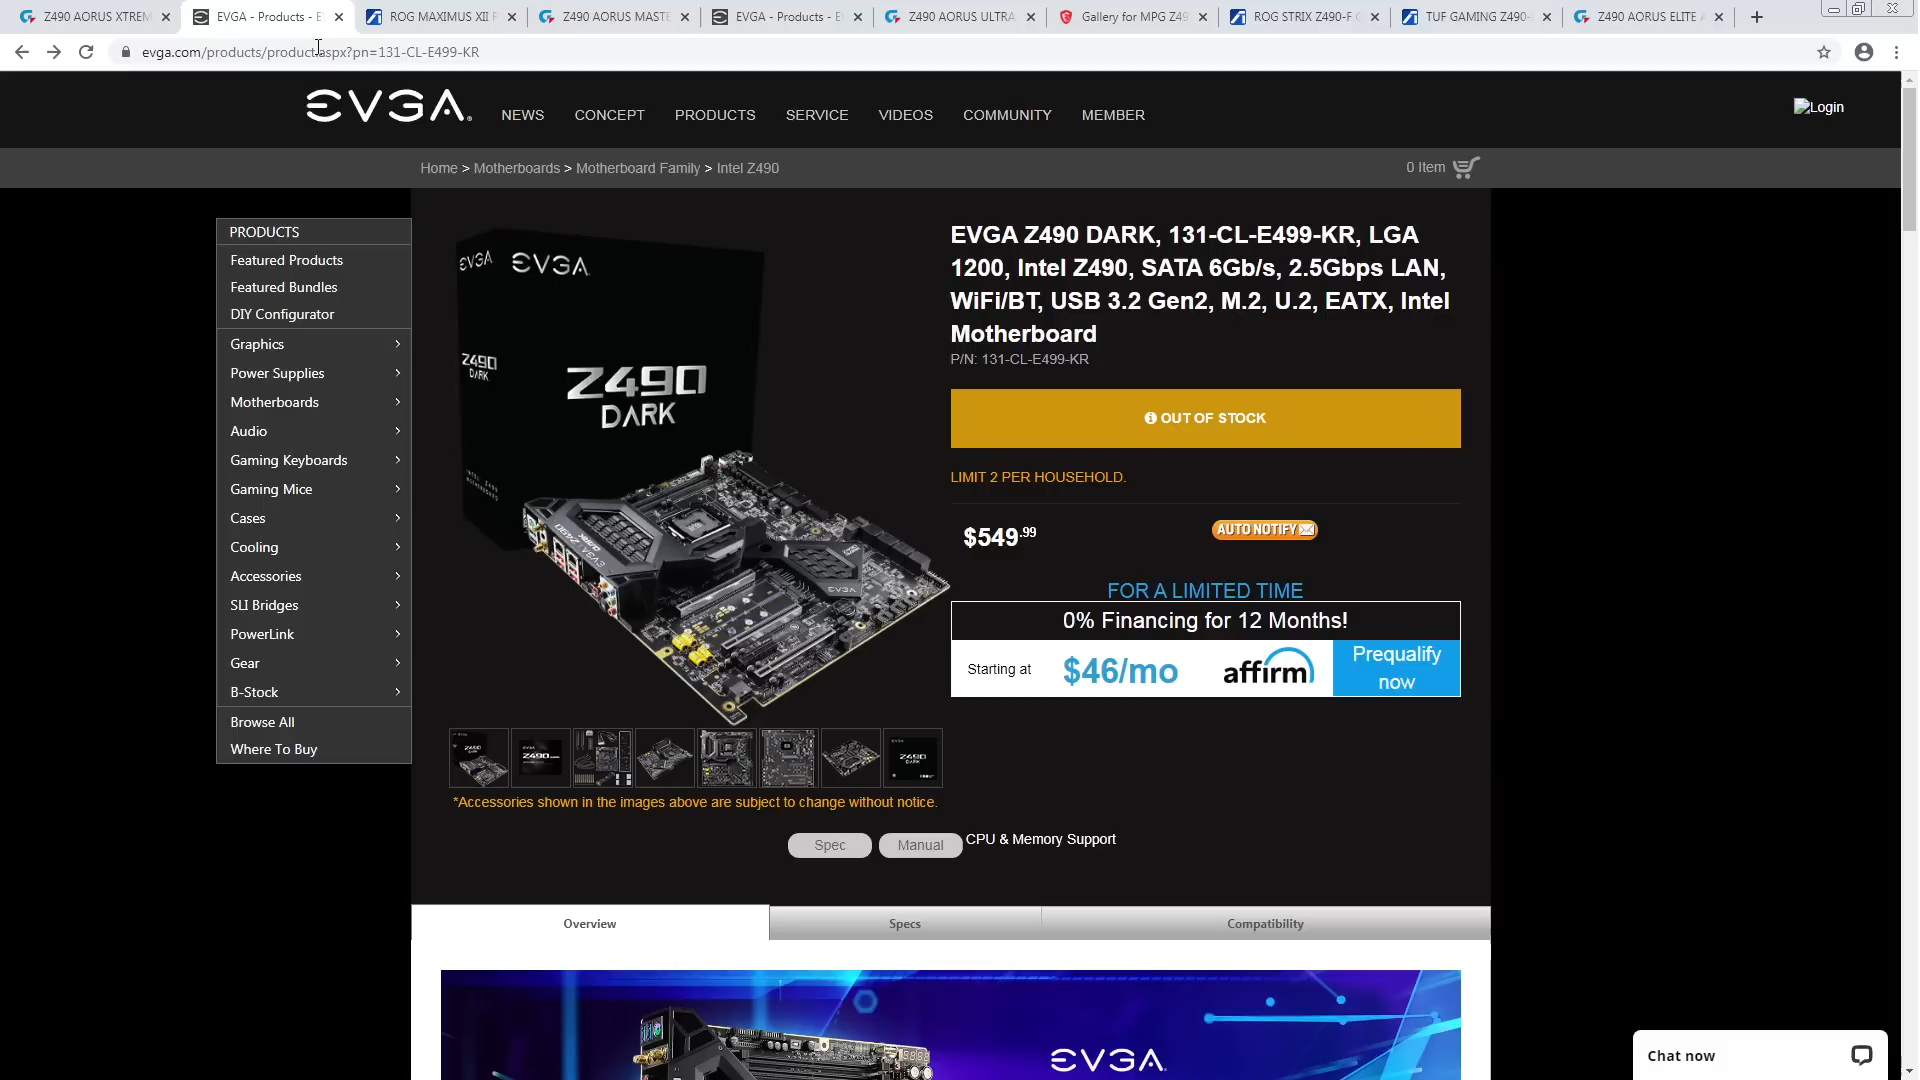 Z490 AORUS XTREM
EVGA - Products - E
ROG MAXIMUS XII F
Z490 AORUS MASTE
EVGA - Products - E
Z490 AORUS ULTRA
Gallery for MPG Z49
ROG STRIX Z490-F G
TUF GAMING Z490-
Z490 AORUS ELITE A
evga.com/products/product.aspx?pn=131-CL-E499-KR
EVGA
NEWS
CONCEPT
PRODUCTS
SERVICE
VIDEOS
COMMUNITY
MEMBER
Login
Home > Motherboards > Motherboard Family > Intel Z490
0 Item
PRODUCTS
Featured Products
Featured Bundles
DIY Configurator
Graphics
Power Supplies
Motherboards
Audio
Gaming Keyboards
Gaming Mice
Cases
Cooling
Accessories
SLI Bridges
PowerLink
Gear
B-Stock
Browse All
Where To Buy
EVGA
EVGA
Z490
DARK
Z490
DARK
EVGA
EVGA Z490 DARK, 131-CL-E499-KR, LGA
1200, Intel Z490, SATA 6Gb/s, 2.5Gbps LAN,
WiFi/BT, USB 3.2 Gen2, M.2, U.2, EATX, Intel
Motherboard
P/N: 131-CL-E499-KR
OUT OF STOCK
LIMIT 2 PER HOUSEHOLD.
$549.99
AUTO NOTIFY
FOR A LIMITED TIME
0% Financing for 12 Months!
Starting at
$46/mo
affirm
Prequalify
now
*Accessories shown in the images above are subject to change without notice.
Spec
Manual
CPU & Memory Support
Overview
Specs
Compatibility
EVGA
Chat now